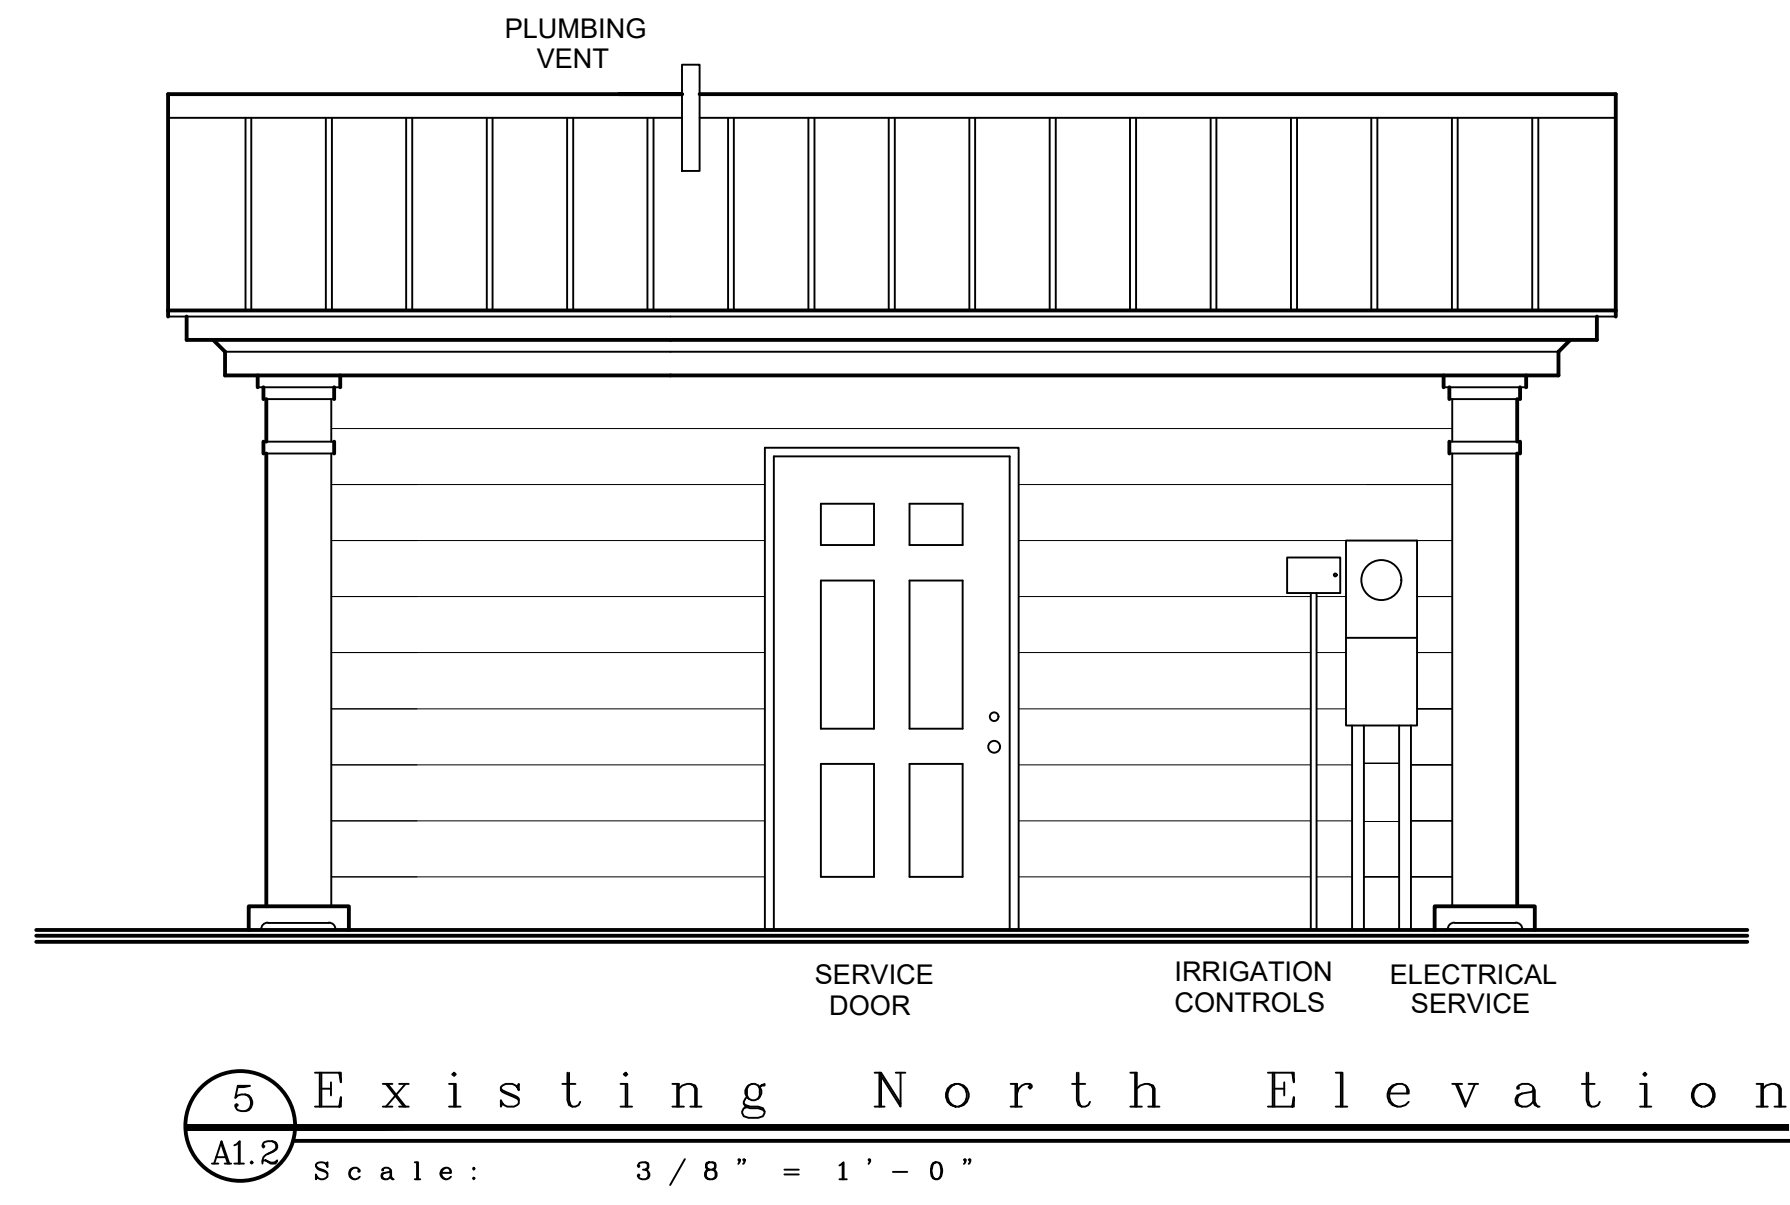 PLUMBING
VENT
SERVICE
DOOR
IRRIGATION
CONTROLS
ELECTRICAL
SERVICE
5
A1.2
Existing North Elevation
Scale: 3/8" = 1'-0"